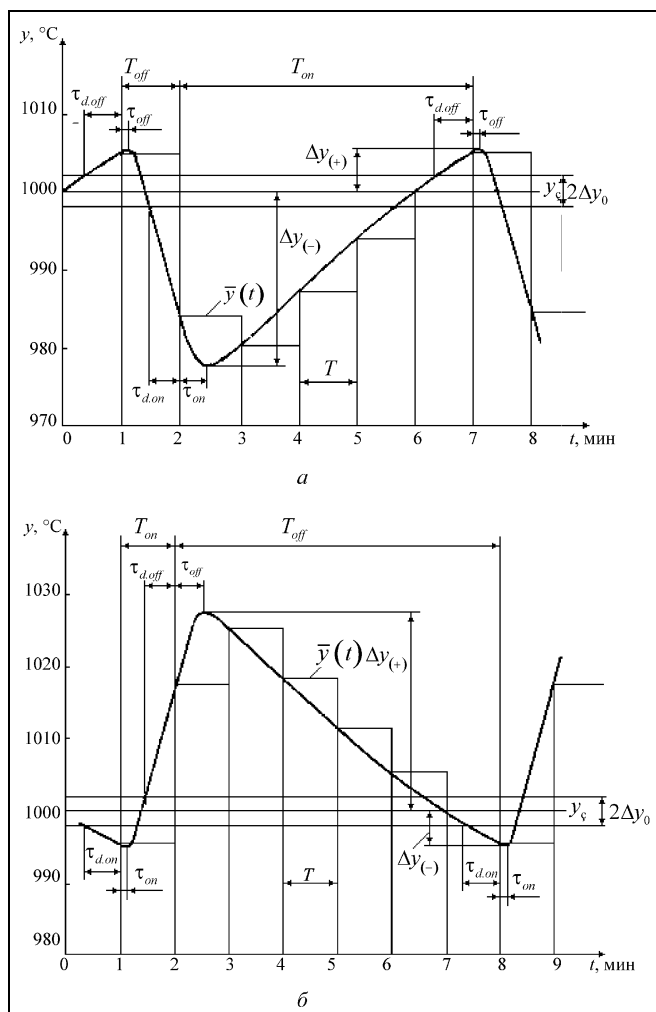 y, °C
T_off T_on
τ_d.off τ_d.off
1010 τ_off τ_off
Δy_(+)
1000 y_ç 2Δy_0
Δy_(−)
990
ȳ(t)
980 T
τ_d.on τ_on
970
0 1 2 3 4 5 6 7 8 t, мин
а
y, °C
T_on T_off
1030 τ_d.off τ_off
1020 ȳ(t) Δy_(+)
1010
1000 y_ç 2Δy_0
τ_d.on Δy_(−) τ_d.on
990 τ_on T τ_on
980
0 1 2 3 4 5 6 7 8 9 t, мин
б